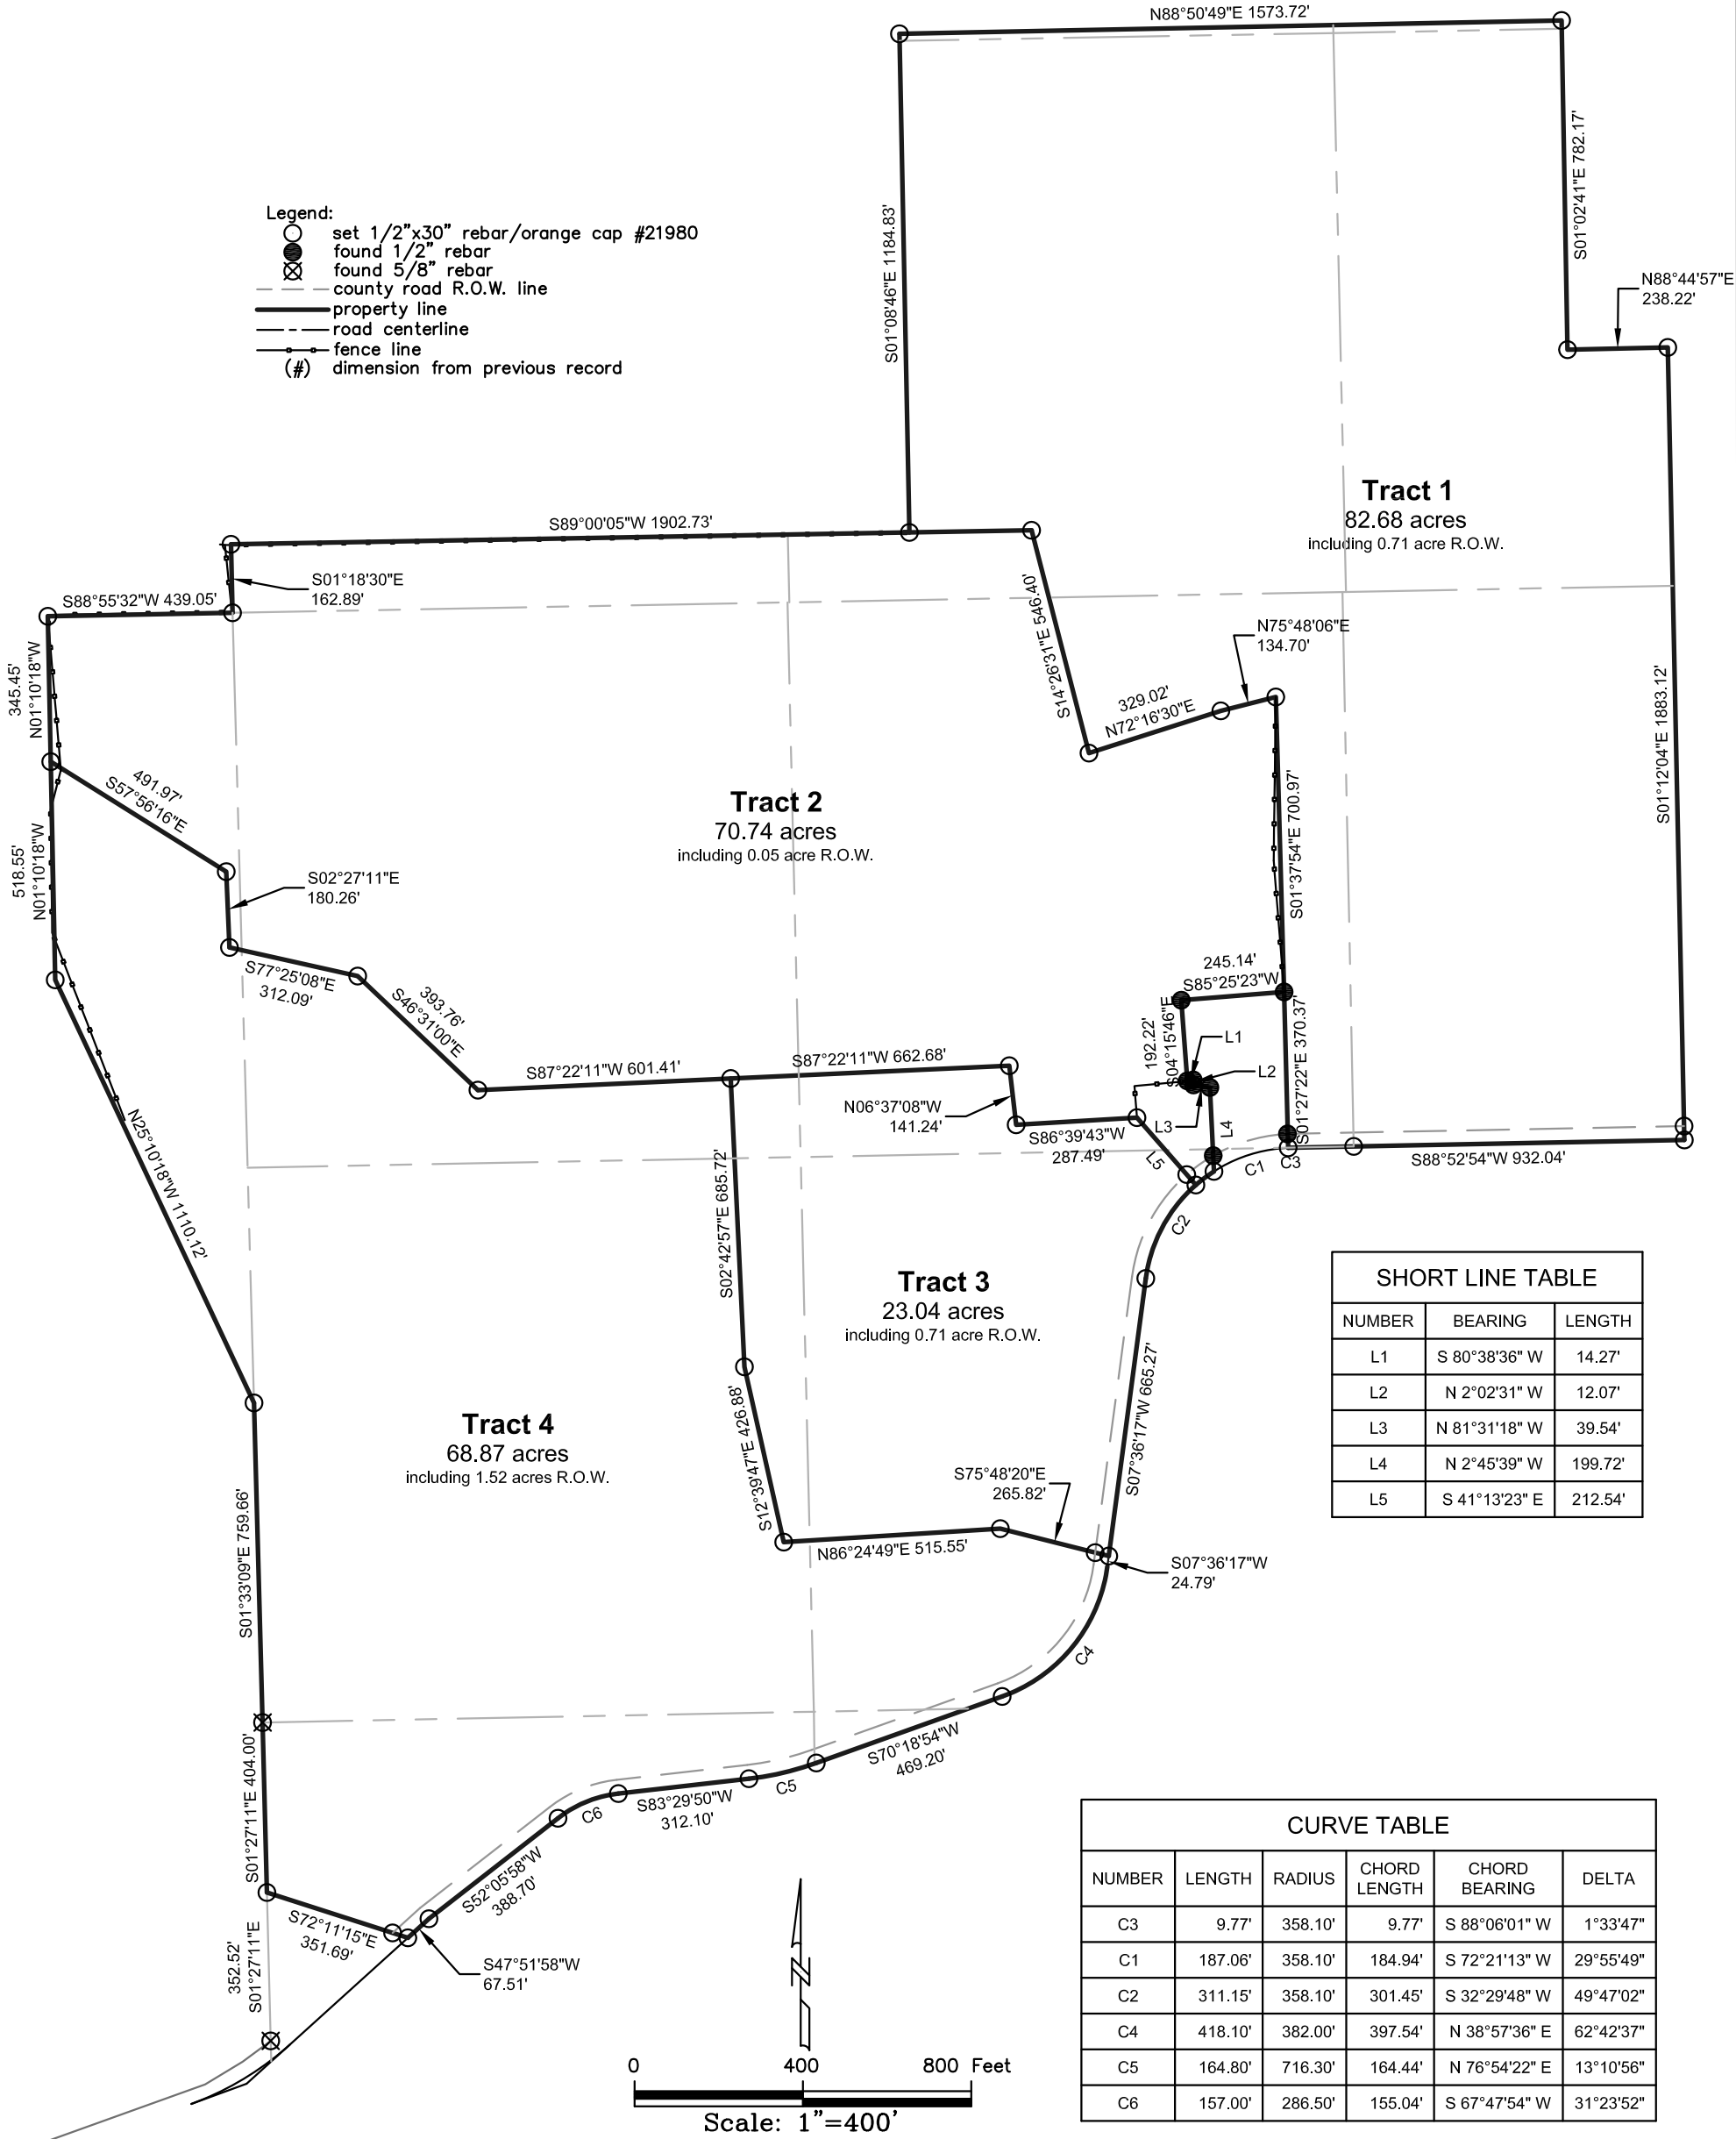 N88°50'49"E 1573.72'
S01°02'41"E 782.17'
N88°44'57"E
238.22'
S01°08'46"E 1184.83'
Legend:
set 1/2"x30" rebar/orange cap #21980
found 1/2" rebar
found 5/8" rebar
county road R.O.W. line
property line
road centerline
fence line
(#) dimension from previous record
Tract 1
82.68 acres
including 0.71 acre R.O.W.
S89°00'05"W 1902.73'
S01°18'30"E
162.89'
S88°55'32"W 439.05'
345.45'
N01°10'18"W
S14°26'31"E 546.40'
N75°48'06"E
134.70'
329.02'
N72°16'30"E
S01°12'04"E 1883.12'
491.97'
S57°56'16"E
Tract 2
70.74 acres
including 0.05 acre R.O.W.
518.55'
N01°10'18"W
S02°27'11"E
180.26'
S01°37'54"E 700.97'
S77°25'08"E
312.09'
393.76'
S46°31'00"E
245.14'
S85°25'23"W
192.22'
S04°15'46"E
L1
L2
L3
L4
S01°27'22"E 370.37'
S87°22'11"W 601.41'
S87°22'11"W 662.68'
N06°37'08"W
141.24'
S86°39'43"W
287.49'
L5
C1
C3
S88°52'54"W 932.04'
C2
N25°10'18"W 1110.12'
S02°42'57"E 685.72'
Tract 3
23.04 acres
including 0.71 acre R.O.W.
SHORT LINE TABLE
NUMBER BEARING LENGTH
L1 S 80°38'36" W 14.27'
L2 N 2°02'31" W 12.07'
L3 N 81°31'18" W 39.54'
L4 N 2°45'39" W 199.72'
L5 S 41°13'23" E 212.54'
S07°36'17"W 665.27'
Tract 4
68.87 acres
including 1.52 acres R.O.W.
S12°39'47"E 426.88'
S75°48'20"E
265.82'
N86°24'49"E 515.55'
S07°36'17"W
24.79'
S01°33'09"E 759.66'
C4
S01°27'11"E 404.00'
S70°18'54"W
469.20'
C5
S83°29'50"W
312.10'
C6
S52°05'58"W
388.70'
S72°11'15"E
351.69'
S47°51'58"W
67.51'
352.52'
S01°27'11"E
N
0 400 800 Feet
Scale: 1"=400'
CURVE TABLE
NUMBER LENGTH RADIUS CHORD LENGTH CHORD BEARING DELTA
C3 9.77' 358.10' 9.77' S 88°06'01" W 1°33'47"
C1 187.06' 358.10' 184.94' S 72°21'13" W 29°55'49"
C2 311.15' 358.10' 301.45' S 32°29'48" W 49°47'02"
C4 418.10' 382.00' 397.54' N 38°57'36" E 62°42'37"
C5 164.80' 716.30' 164.44' N 76°54'22" E 13°10'56"
C6 157.00' 286.50' 155.04' S 67°47'54" W 31°23'52"